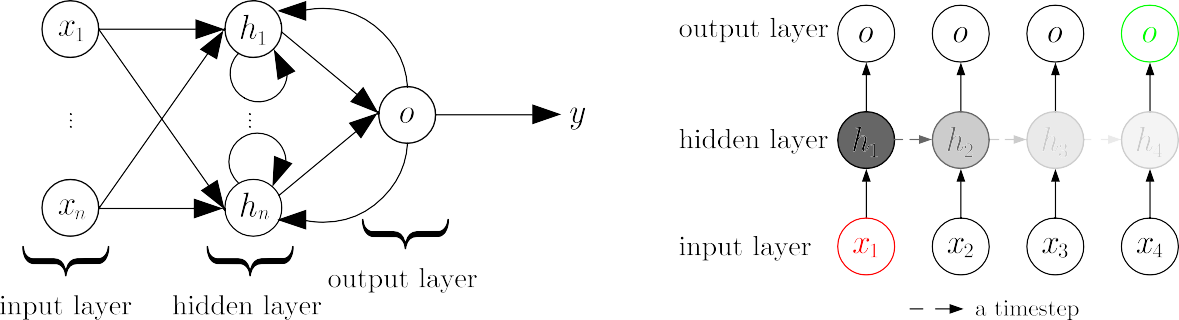 x₁
h₁
⋮
⋮
o
y
xₙ
hₙ
input layer
hidden layer
output layer
output layer
o
o
o
o
hidden layer
h₁
h₂
h₃
h₄
input layer
x₁
x₂
x₃
x₄
a timestep